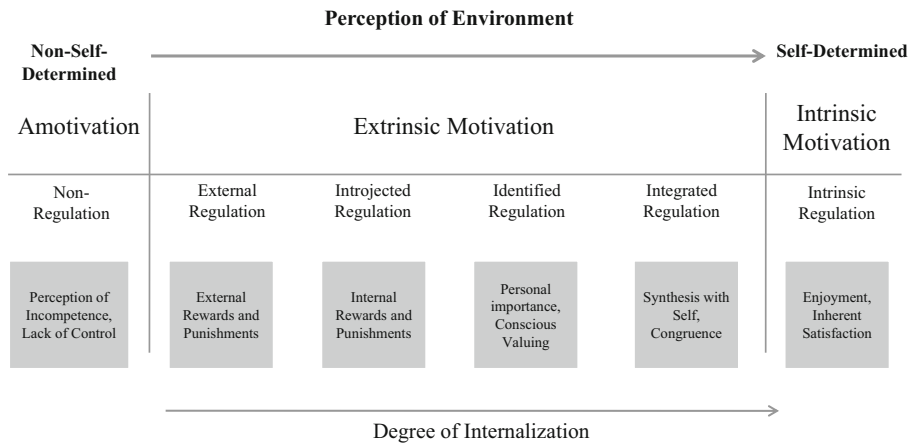 Perception of Environment
Non-Self-
Determined
Self-Determined
Amotivation
Extrinsic Motivation
Intrinsic
Motivation
Non-
Regulation
External
Regulation
Introjected
Regulation
Identified
Regulation
Integrated
Regulation
Intrinsic
Regulation
Perception of
Incompetence,
Lack of Control
External
Rewards and
Punishments
Internal
Rewards and
Punishments
Personal
importance,
Conscious
Valuing
Synthesis with
Self,
Congruence
Enjoyment,
Inherent
Satisfaction
Degree of Internalization